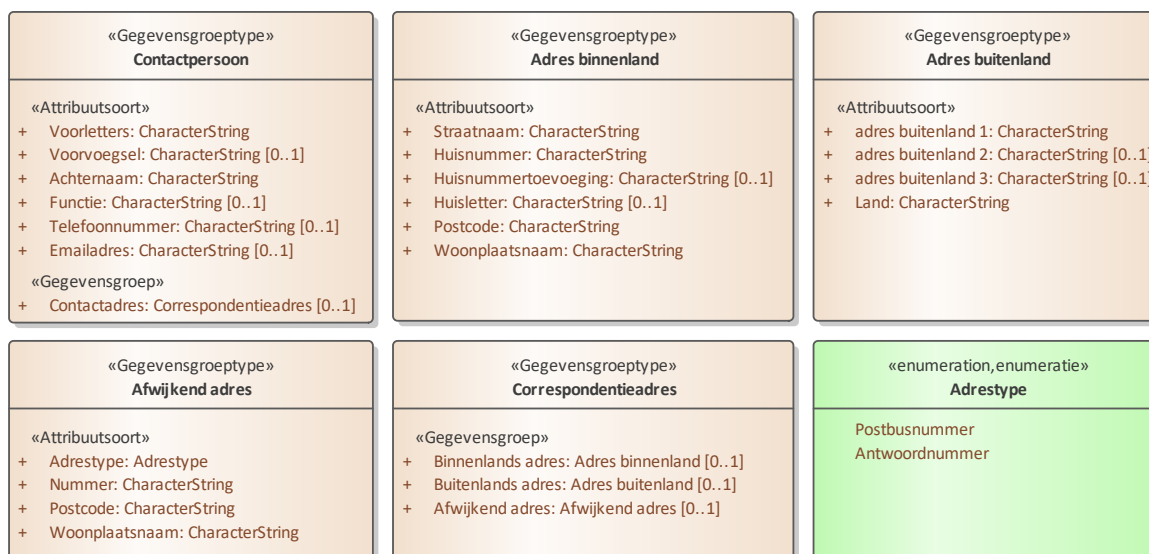 «Gegevensgroeptype»
Contactpersoon
«Attribuutsoort»
+ Voorletters: CharacterString
+ Voorvoegsel: CharacterString [0..1]
+ Achternaam: CharacterString
+ Functie: CharacterString [0..1]
+ Telefoonnummer: CharacterString [0..1]
+ Emailadres: CharacterString [0..1]
«Gegevensgroep»
+ Contactadres: Correspondentieadres [0..1]
«Gegevensgroeptype»
Adres binnenland
«Attribuutsoort»
+ Straatnaam: CharacterString
+ Huisnummer: CharacterString
+ Huisnummertoevoeging: CharacterString [0..1]
+ Huisletter: CharacterString [0..1]
+ Postcode: CharacterString
+ Woonplaatsnaam: CharacterString
«Gegevensgroeptype»
Adres buitenland
«Attribuutsoort»
+ adres buitenland 1: CharacterString
+ adres buitenland 2: CharacterString [0..1]
+ adres buitenland 3: CharacterString [0..1]
+ Land: CharacterString
«Gegevensgroeptype»
Afwijkend adres
«Attribuutsoort»
+ Adrestype: Adrestype
+ Nummer: CharacterString
+ Postcode: CharacterString
+ Woonplaatsnaam: CharacterString
«Gegevensgroeptype»
Correspondentieadres
«Gegevensgroep»
+ Binnenlands adres: Adres binnenland [0..1]
+ Buitenlands adres: Adres buitenland [0..1]
+ Afwijkend adres: Afwijkend adres [0..1]
«enumeration,enumeratie»
Adrestype
Postbusnummer
Antwoordnummer